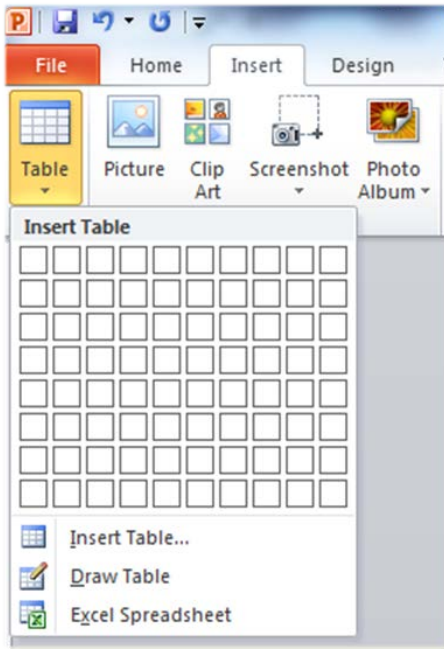 P
File Home Insert Design
Table Picture Clip Art Screenshot Photo Album
Insert Table
Insert Table...
Draw Table
Excel Spreadsheet